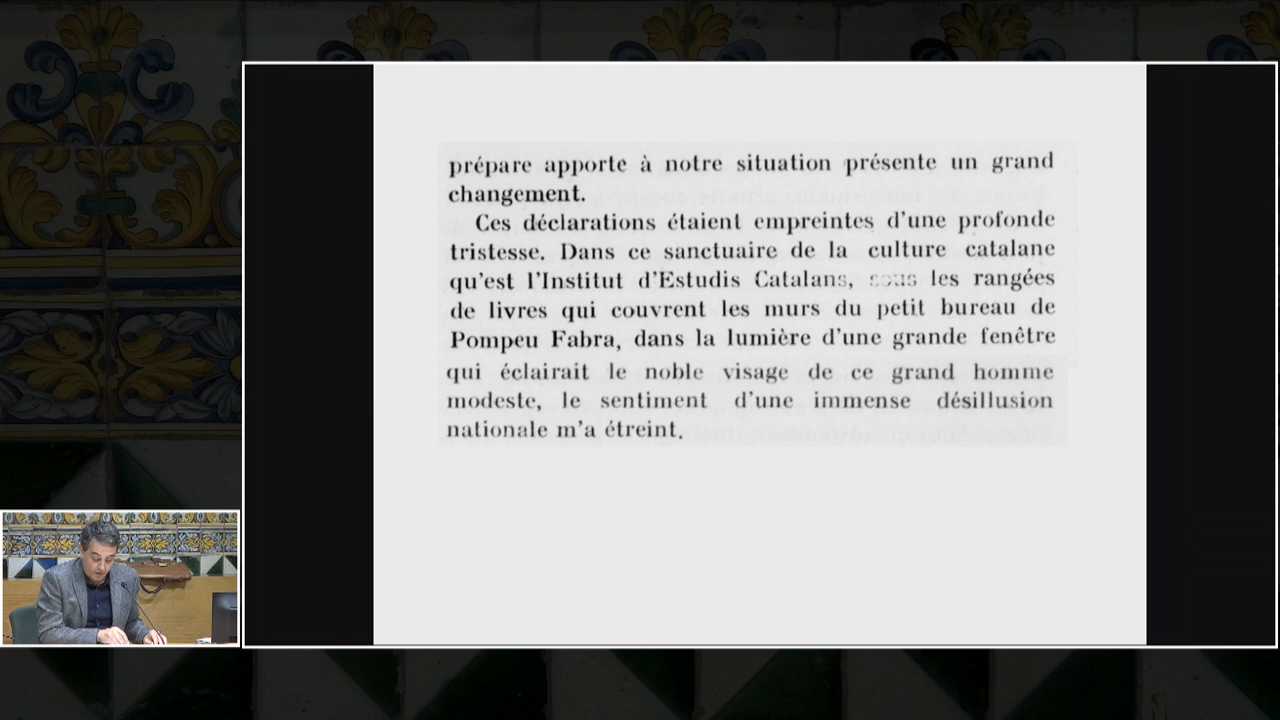 prépare apporte à notre situation présente un grand
changement.
Ces déclarations étaient empreintes d'une profonde
tristesse. Dans ce sanctuaire de la culture catalane
qu'est l'Institut d'Estudis Catalans, sous les rangées
de livres qui couvrent les murs du petit bureau de
Pompeu Fabra, dans la lumière d'une grande fenêtre
qui éclairait le noble visage de ce grand homme
modeste, le sentiment d'une immense désillusion
nationale m'a étreint.